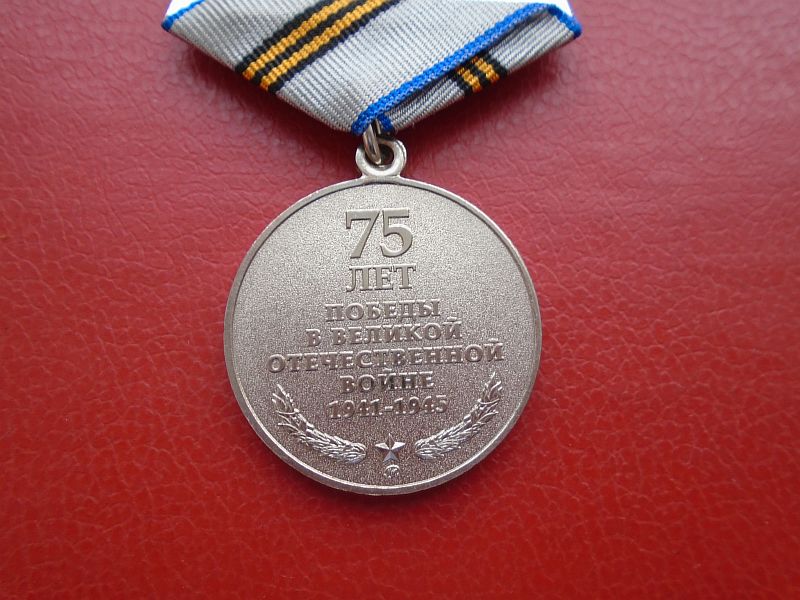 75
ЛЕТ
ПОБЕДЫ
В ВЕЛИКОЙ
ОТЕЧЕСТВЕННОЙ
ВОЙНЕ
1941-1945